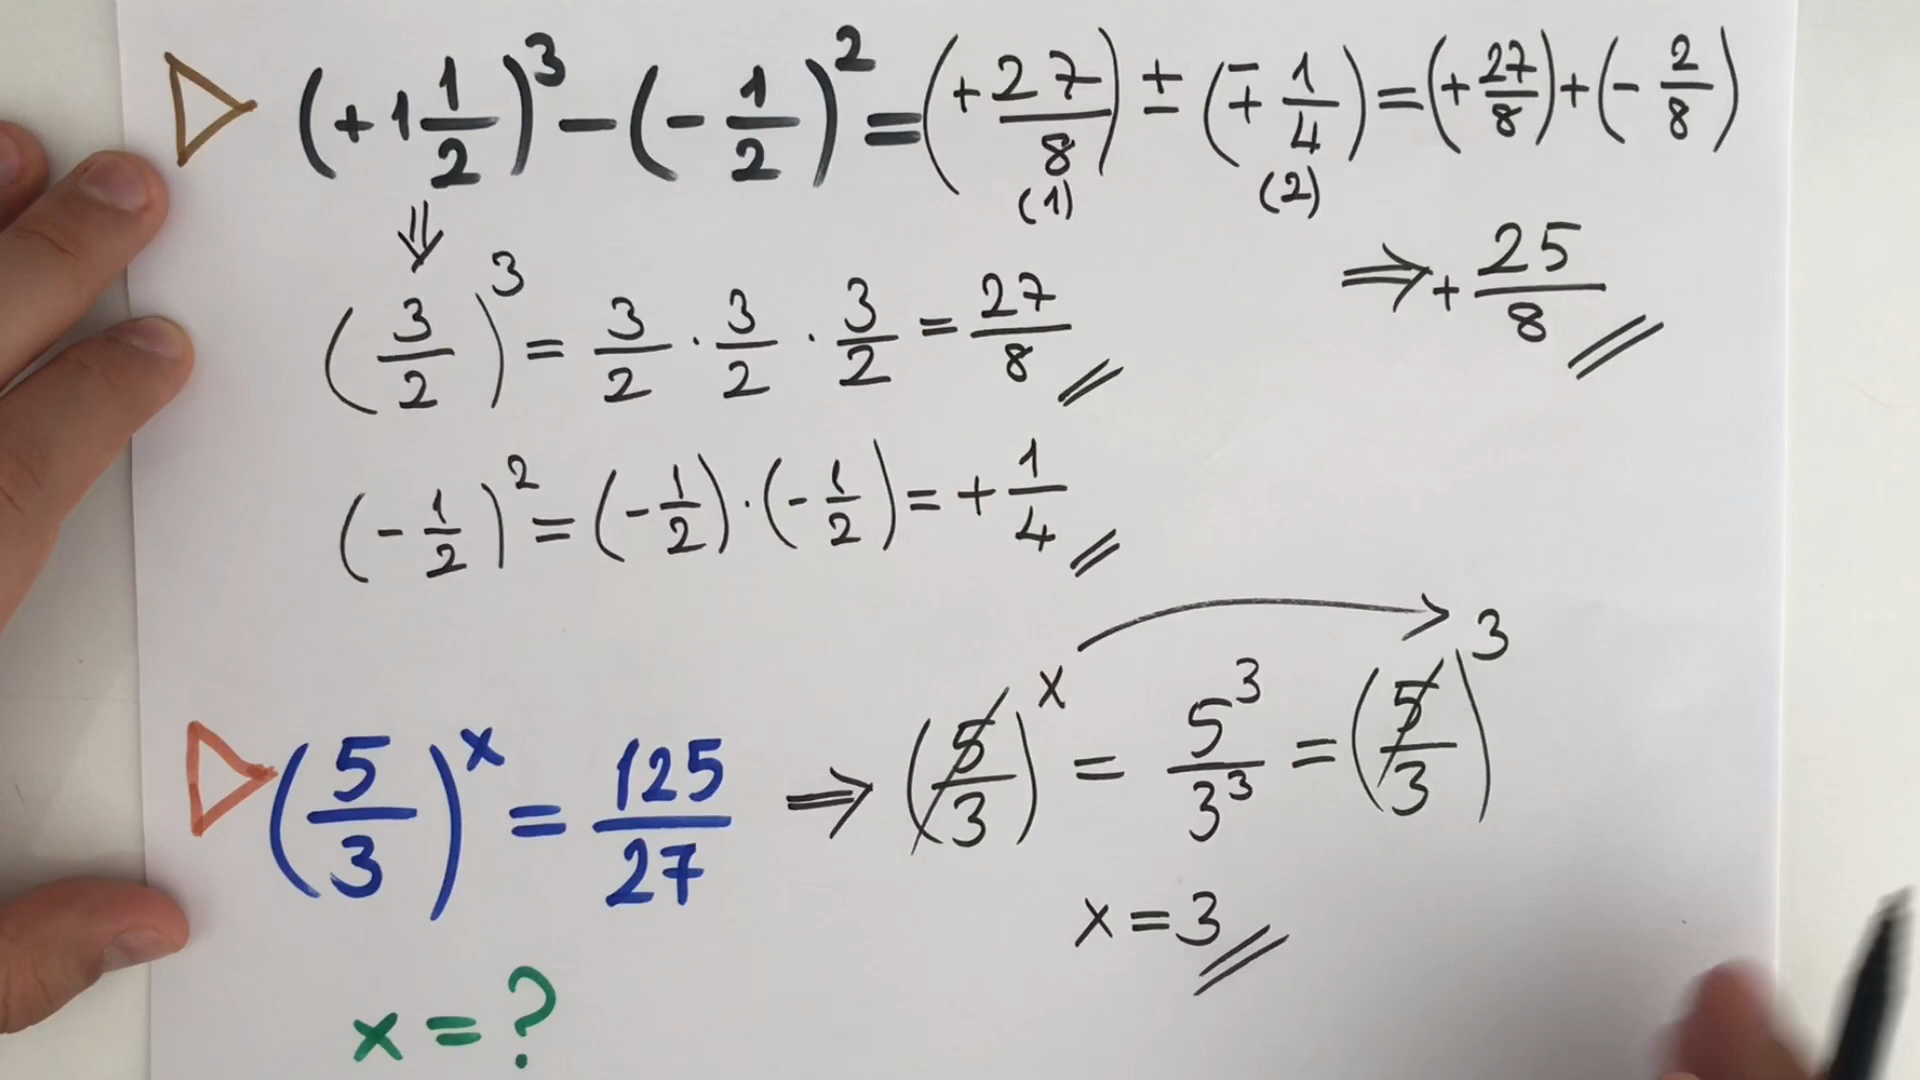 (+1 1/2)³ − (−1/2)² = (+27/8) ± (∓ 1/4) = (+27/8) + (− 2/8)
(1) (2)
⇓
⇒ + 25/8 //
(3/2)³ = 3/2 · 3/2 · 3/2 = 27/8 //
(−1/2)² = (−1/2) · (−1/2) = + 1/4 //
(5/3)ˣ = 125/27 ⇒ (5/3)ˣ = 5³/3³ = (5/3)³
x = 3 //
x = ?